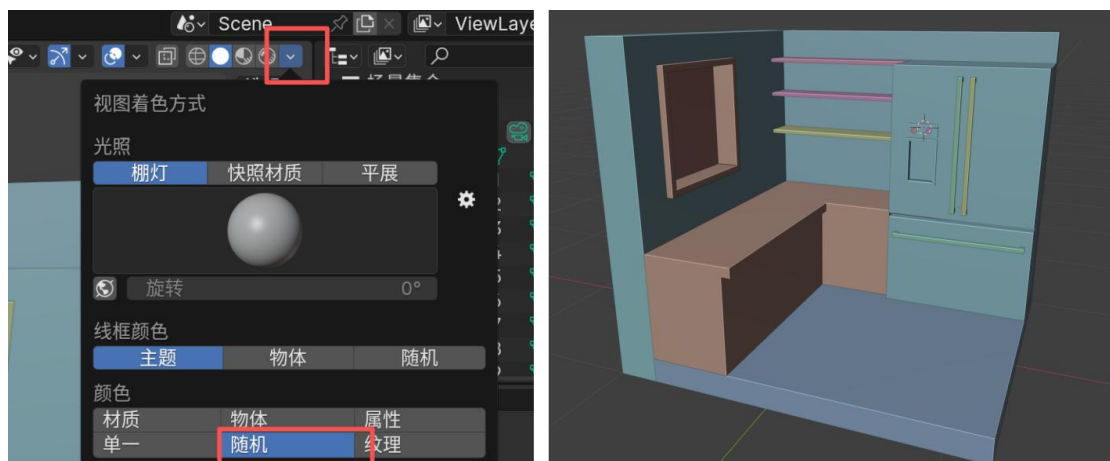 Scene
ViewLaye
视图着色方式
光照
棚灯 快照材质 平展
旋转 0°
线框颜色
主题 物体 随机
颜色
材质 物体 属性
单一 随机 纹理